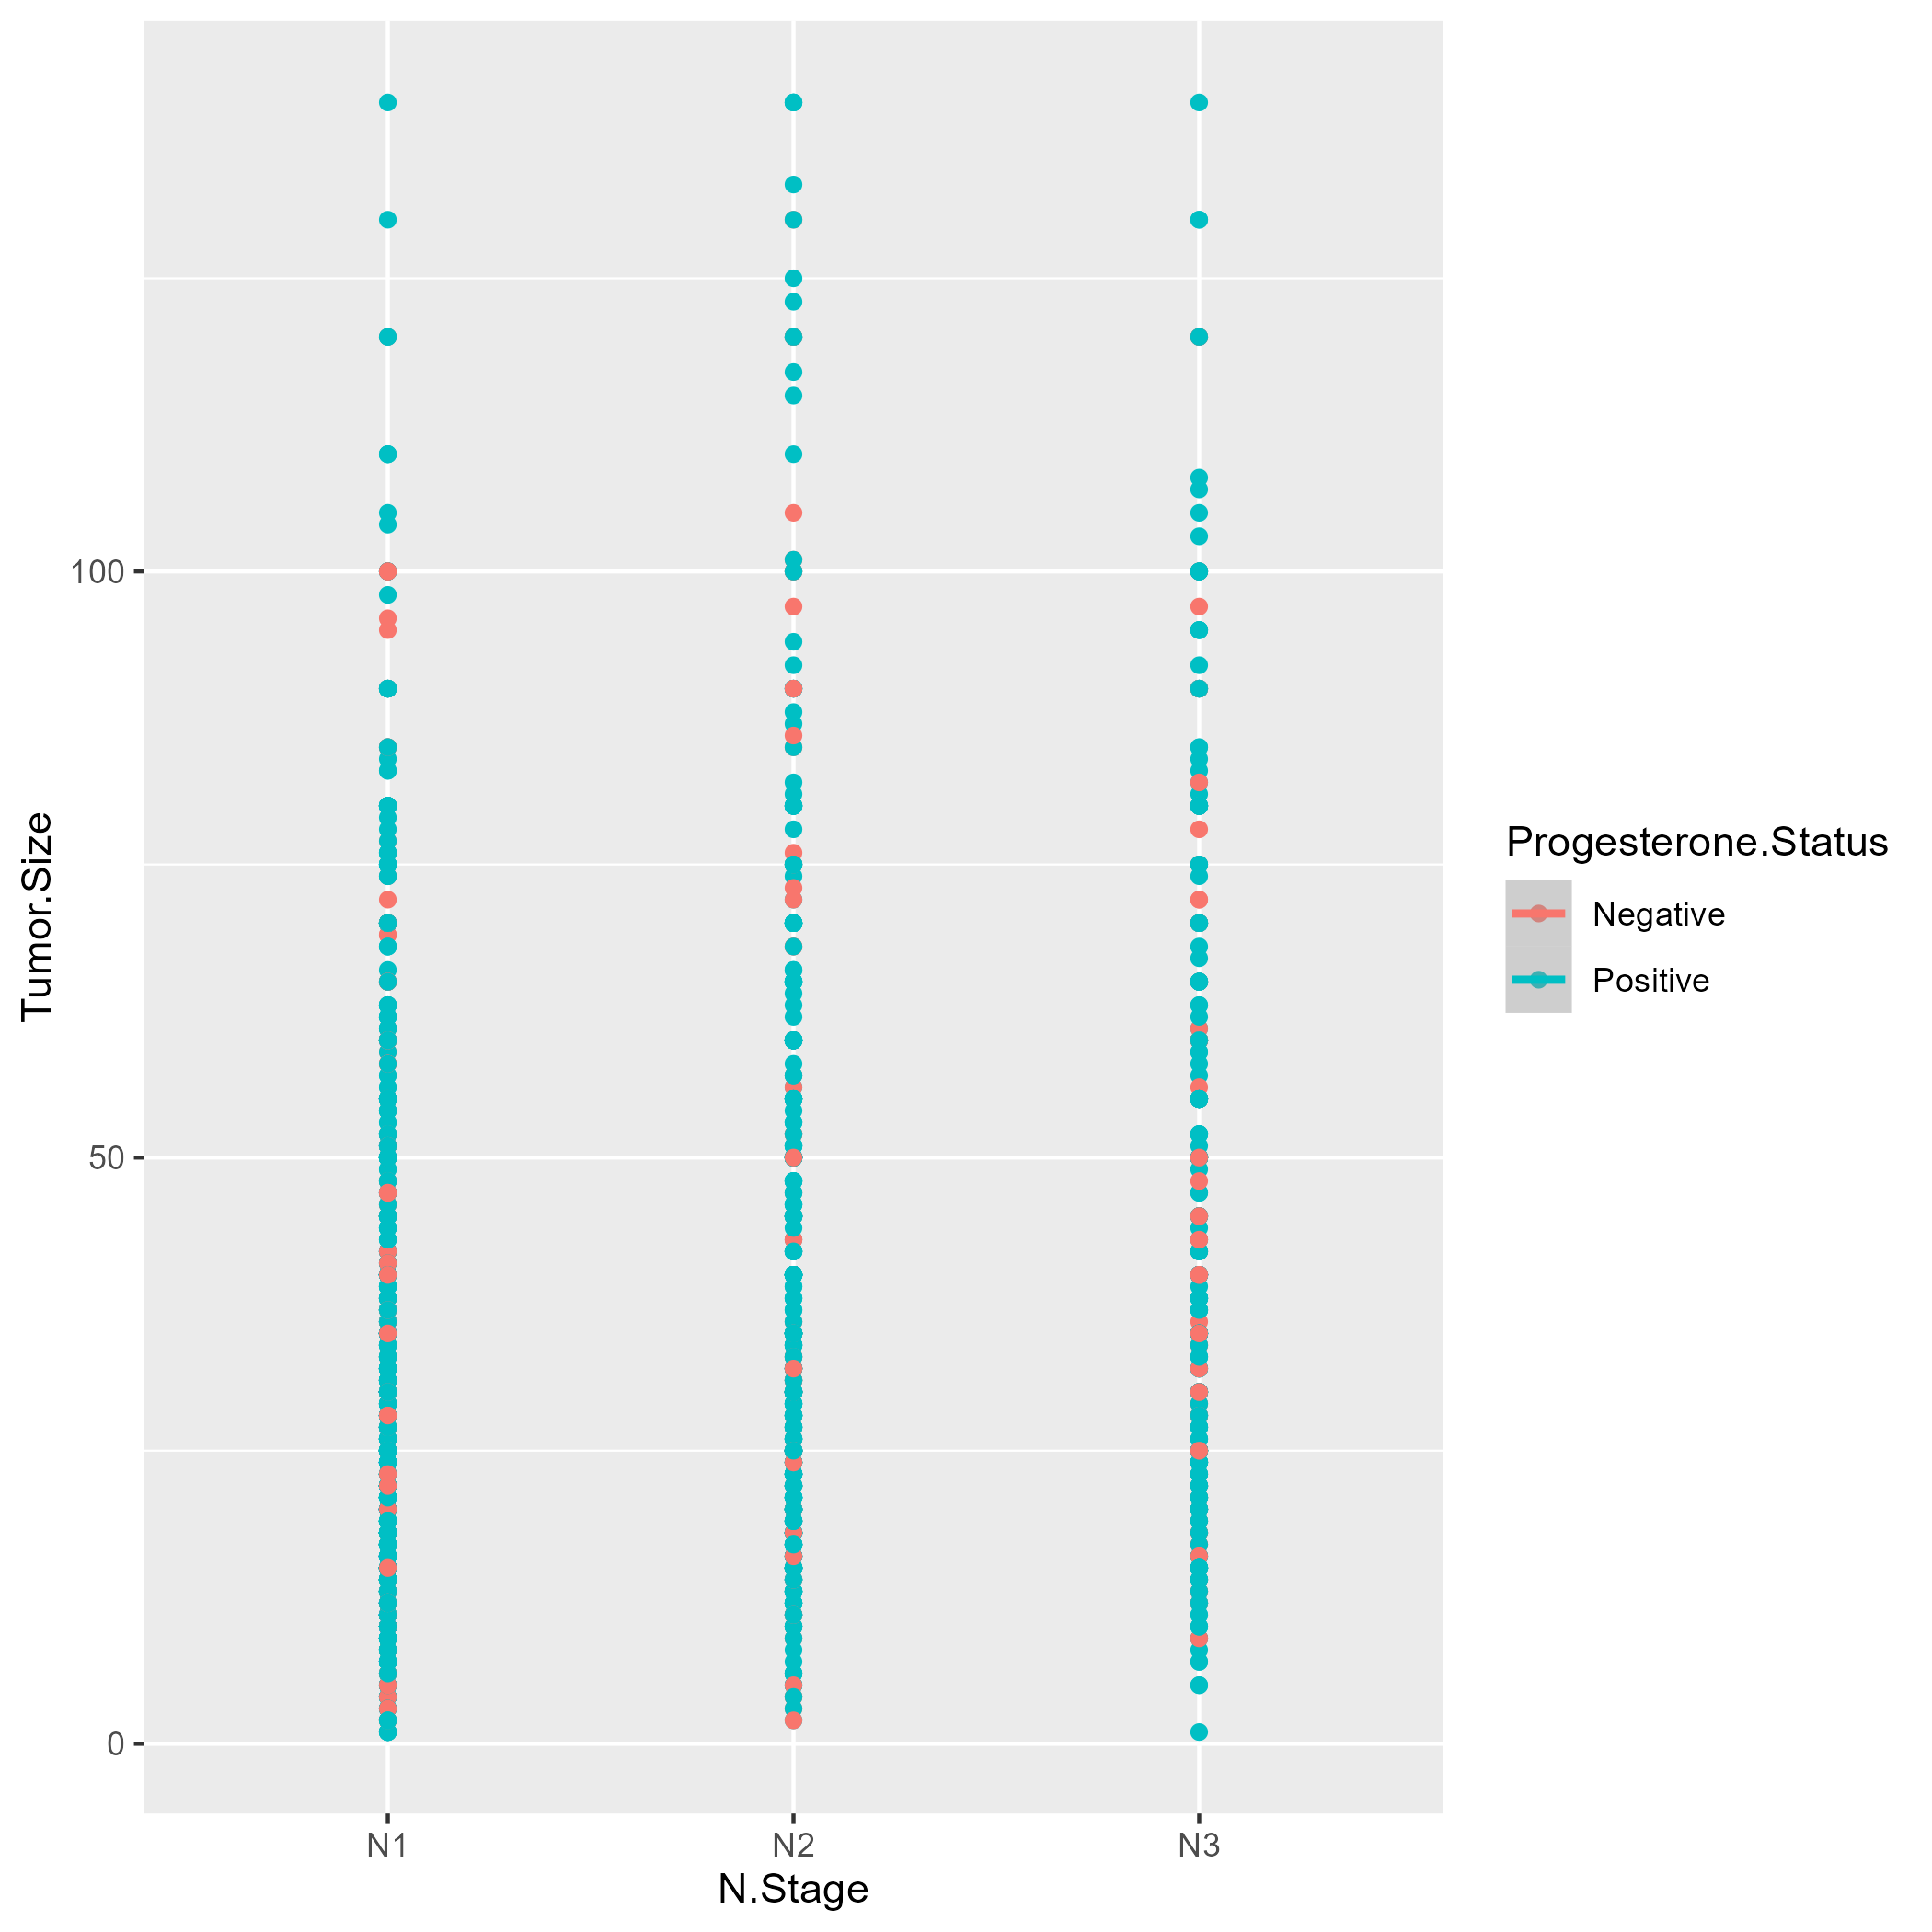 Tumor.Size
100
50
0
N1 N2 N3
N.Stage
Progesterone.Status
Negative
Positive